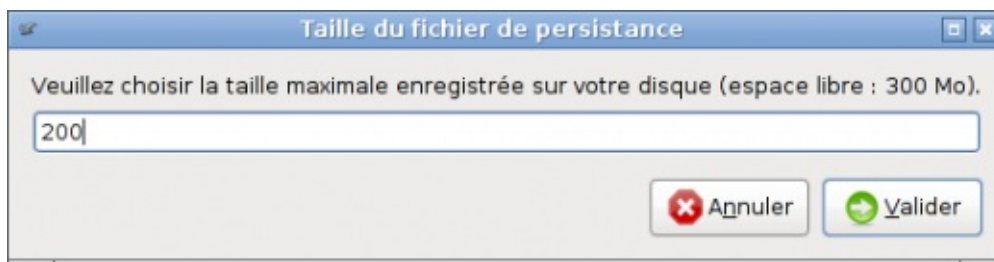 Taille du fichier de persistance
Veuillez choisir la taille maximale enregistrée sur votre disque (espace libre : 300 Mo).
200
Annuler
Valider